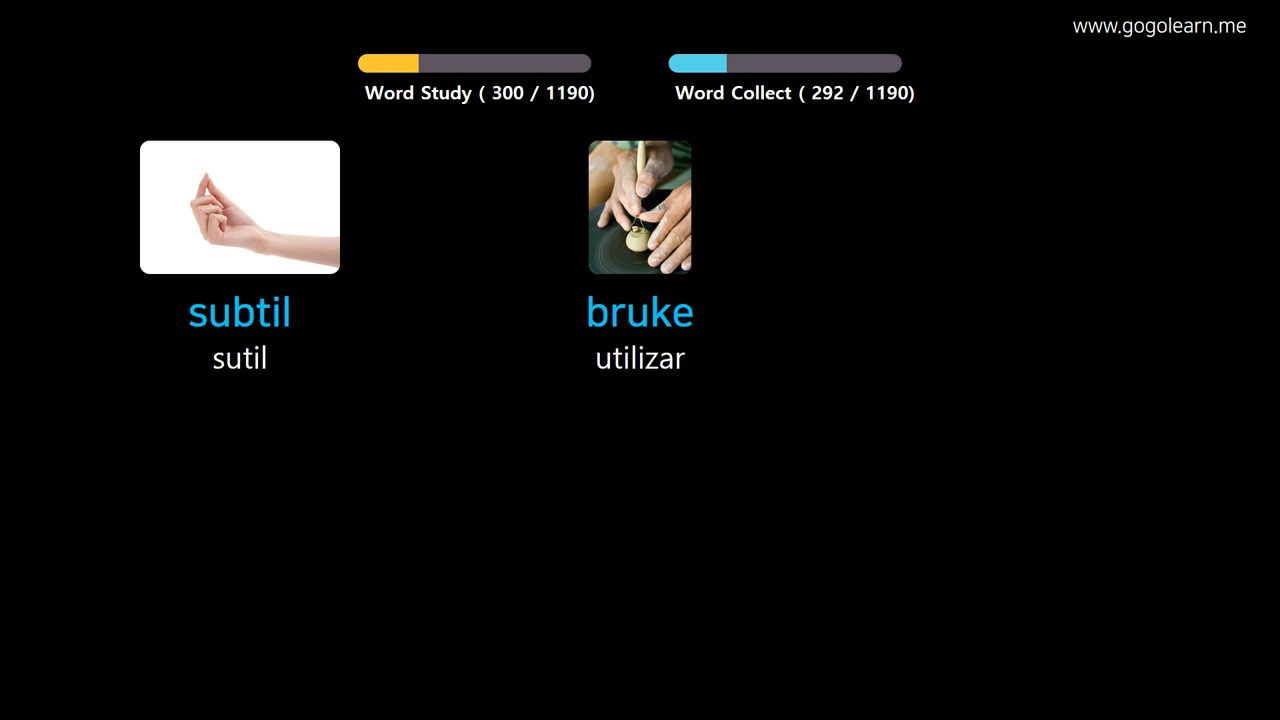 www.gogolearn.me
Word Study ( 300 / 1190)
Word Collect ( 292 / 1190)
subtil
sutil
bruke
utilizar